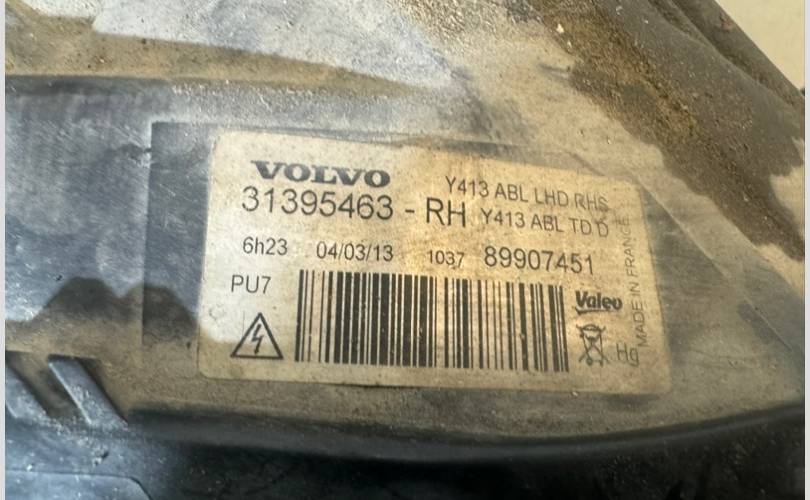 VOLVO
Y413 ABL LHD RHS
31395463 - RH
Y413 ABL TD D
6h23 04/03/13 1037 89907451
PU7
Valeo
MADE IN FRANCE